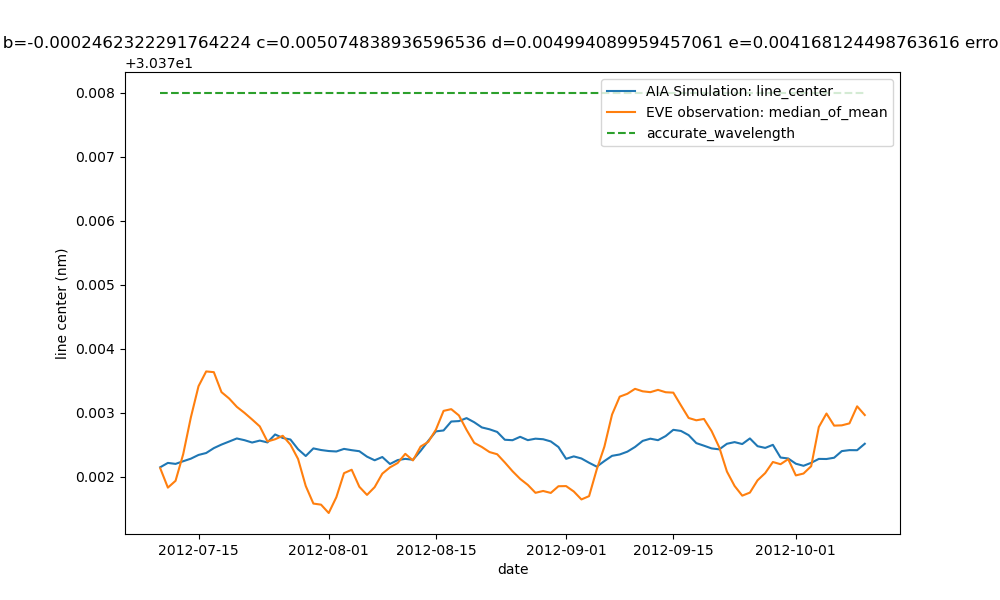 b=-0.0002462322291764224 c=0.005074838936596536 d=0.004994089959457061 e=0.004168124498763616 erro
+3.037e1
0.008
0.007
0.006
0.005
0.004
0.003
0.002
line center (nm)
AIA Simulation: line_center
EVE observation: median_of_mean
accurate_wavelength
2012-07-15
2012-08-01
2012-08-15
2012-09-01
2012-09-15
2012-10-01
date